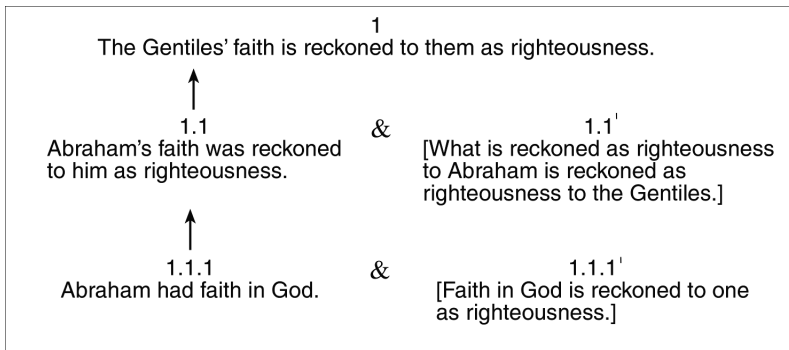 1
The Gentiles’ faith is reckoned to them as righteousness.
1.1 & 1.1'
Abraham’s faith was reckoned
to him as righteousness.
[What is reckoned as righteousness
to Abraham is reckoned as
righteousness to the Gentiles.]
1.1.1 & 1.1.1'
Abraham had faith in God.
[Faith in God is reckoned to one
as righteousness.]